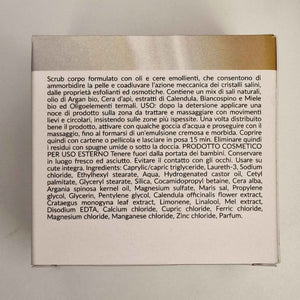 Scrub corpo formulato con oli e cere emollienti, che consentono di
ammorbidire la pelle e coadiuvare l'azione meccanica dei cristalli salini,
dalle proprietà esfolianti ed osmotiche. Contiene un mix di sali naturali,
olio di Argan bio, Cera d'api, estratti di Calendula, Biancospino e Miele
bio ed Oligoelementi termali. USO: dopo la detersione applicare una
noce di prodotto sulla zona da trattare e massaggiare con movimenti
lievi e circolari, insistendo sulle zone più ispessite. Una volta distribuito
bene il prodotto, attivare con qualche goccia d'acqua e proseguire con il
massaggio, fino al formarsi di un'emulsione cremosa e morbida. Coprire
quindi con cartene o pellicola e lasciare in posa 15 min. Eliminare quindi
i residui con spugne umide o sotto la doccia. PRODOTTO COSMETICO
PER USO ESTERNO Tenere fuori dalla portata dei bambini. Conservare in
luogo fresco ed asciutto. Evitare il contatto con gli occhi. Usare su
cute integra. Ingredients: Caprylic/capric triglyceride, Laureth-3, Sodium
chloride, Ethylhexyl stearate, Aqua, Hydrogenated castor oil, Cetyl
palmitate, Glyceryl stearate, Silica, Cocamidopropyl betaine, Cera alba,
Argania spinosa kernel oil, Magnesium sulfate, Maris sal, Propylene
glycol, Glycerin, Pentylene glycol, Calendula officinalis flower extract,
Crataegus monogyna leaf extract, Limonene, Linalool, Mel extract,
Disodium EDTA, Calcium chloride, Cupric chloride, Ferric chloride,
Magnesium chloride, Manganese chloride, Zinc chloride, Parfum.